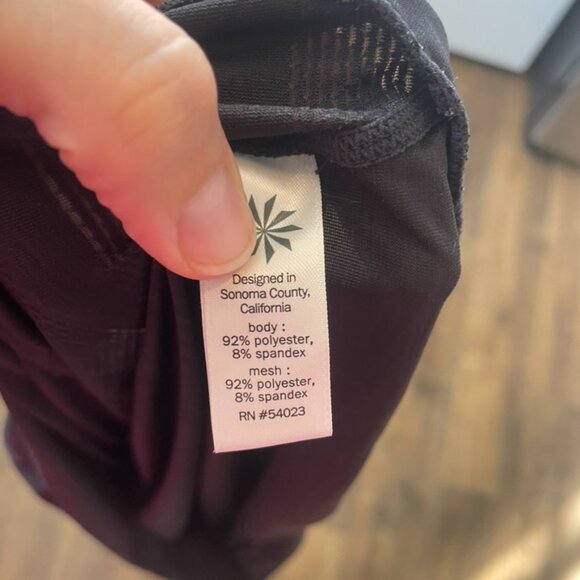 Designed in
Sonoma County,
California
body :
92% polyester,
8% spandex
mesh :
92% polyester,
8% spandex
RN #54023